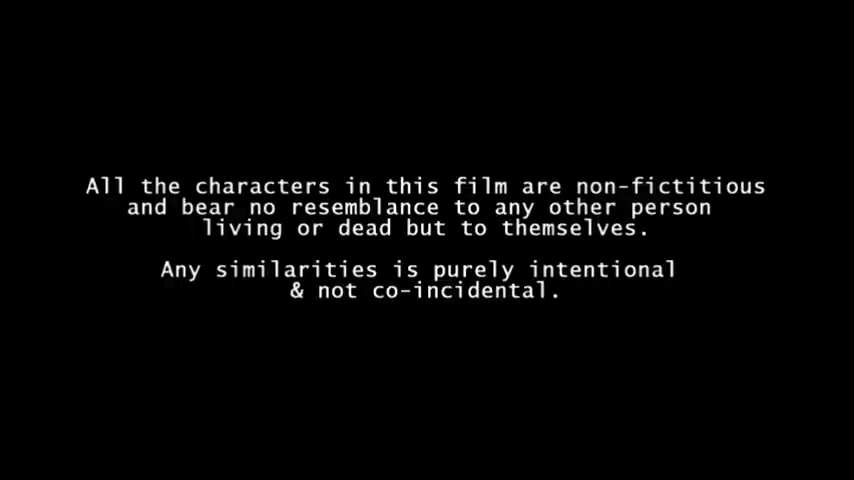 All the characters in this film are non-fictitious
and bear no resemblance to any other person
living or dead but to themselves.
Any similarities is purely intentional
& not co-incidental.